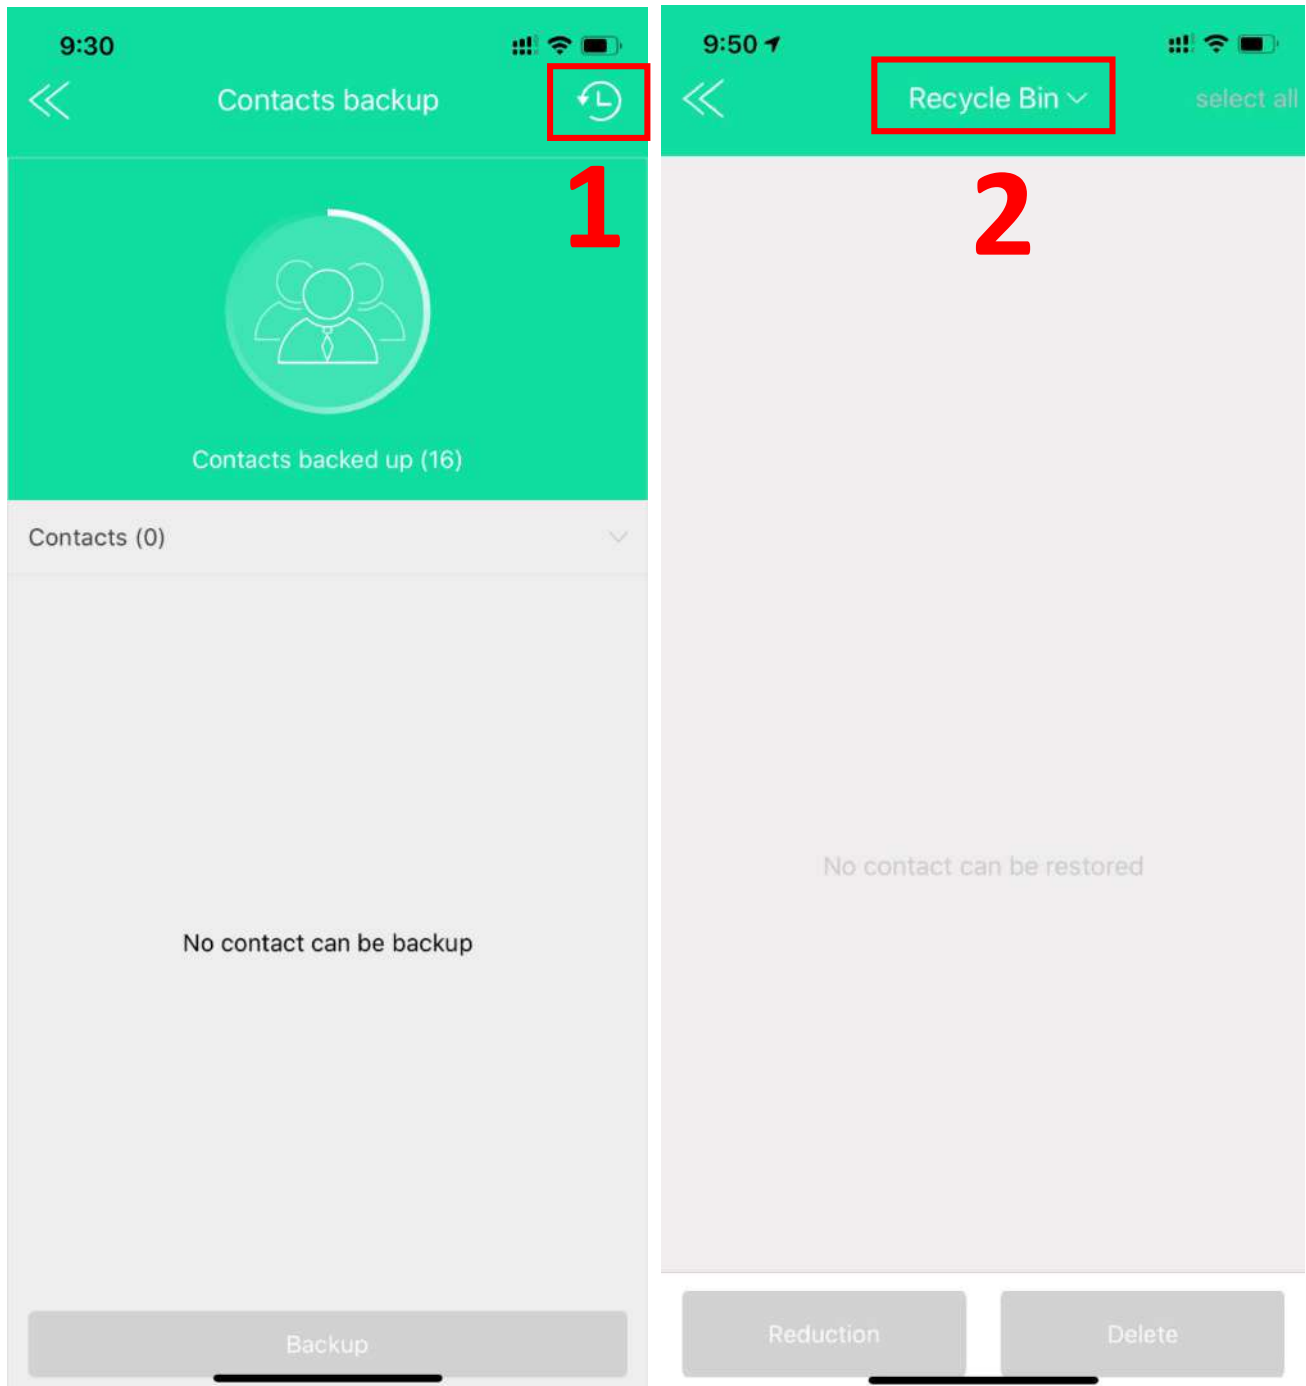 9:30
Contacts backup
1
Contacts backed up (16)
Contacts (0)
No contact can be backup
Backup
9:50
Recycle Bin
select all
2
No contact can be restored
Reduction
Delete